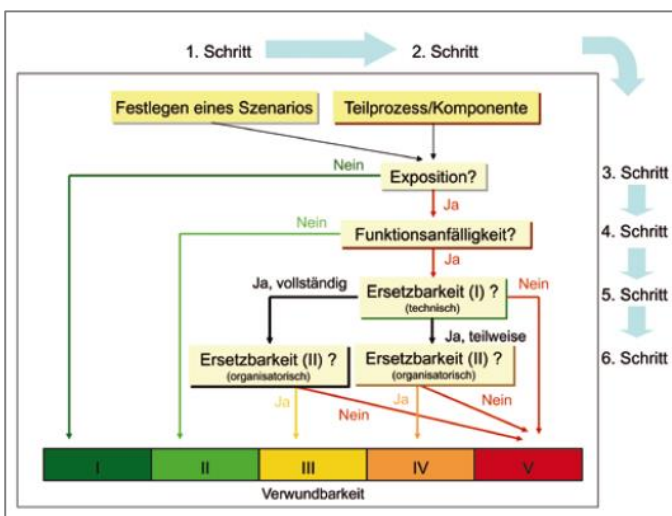 1. Schritt
2. Schritt
Festlegen eines Szenarios
Teilprozess/Komponente
Nein
Exposition?
3. Schritt
Ja
Nein
Funktionsanfälligkeit?
4. Schritt
Ja
Ja, vollständig
Ersetzbarkeit (I) ?
(technisch)
Nein
5. Schritt
Ja, teilweise
Ersetzbarkeit (II) ?
(organisatorisch)
Ersetzbarkeit (II) ?
(organisatorisch)
6. Schritt
Ja
Nein
Ja
Nein
I
II
III
IV
V
Verwundbarkeit